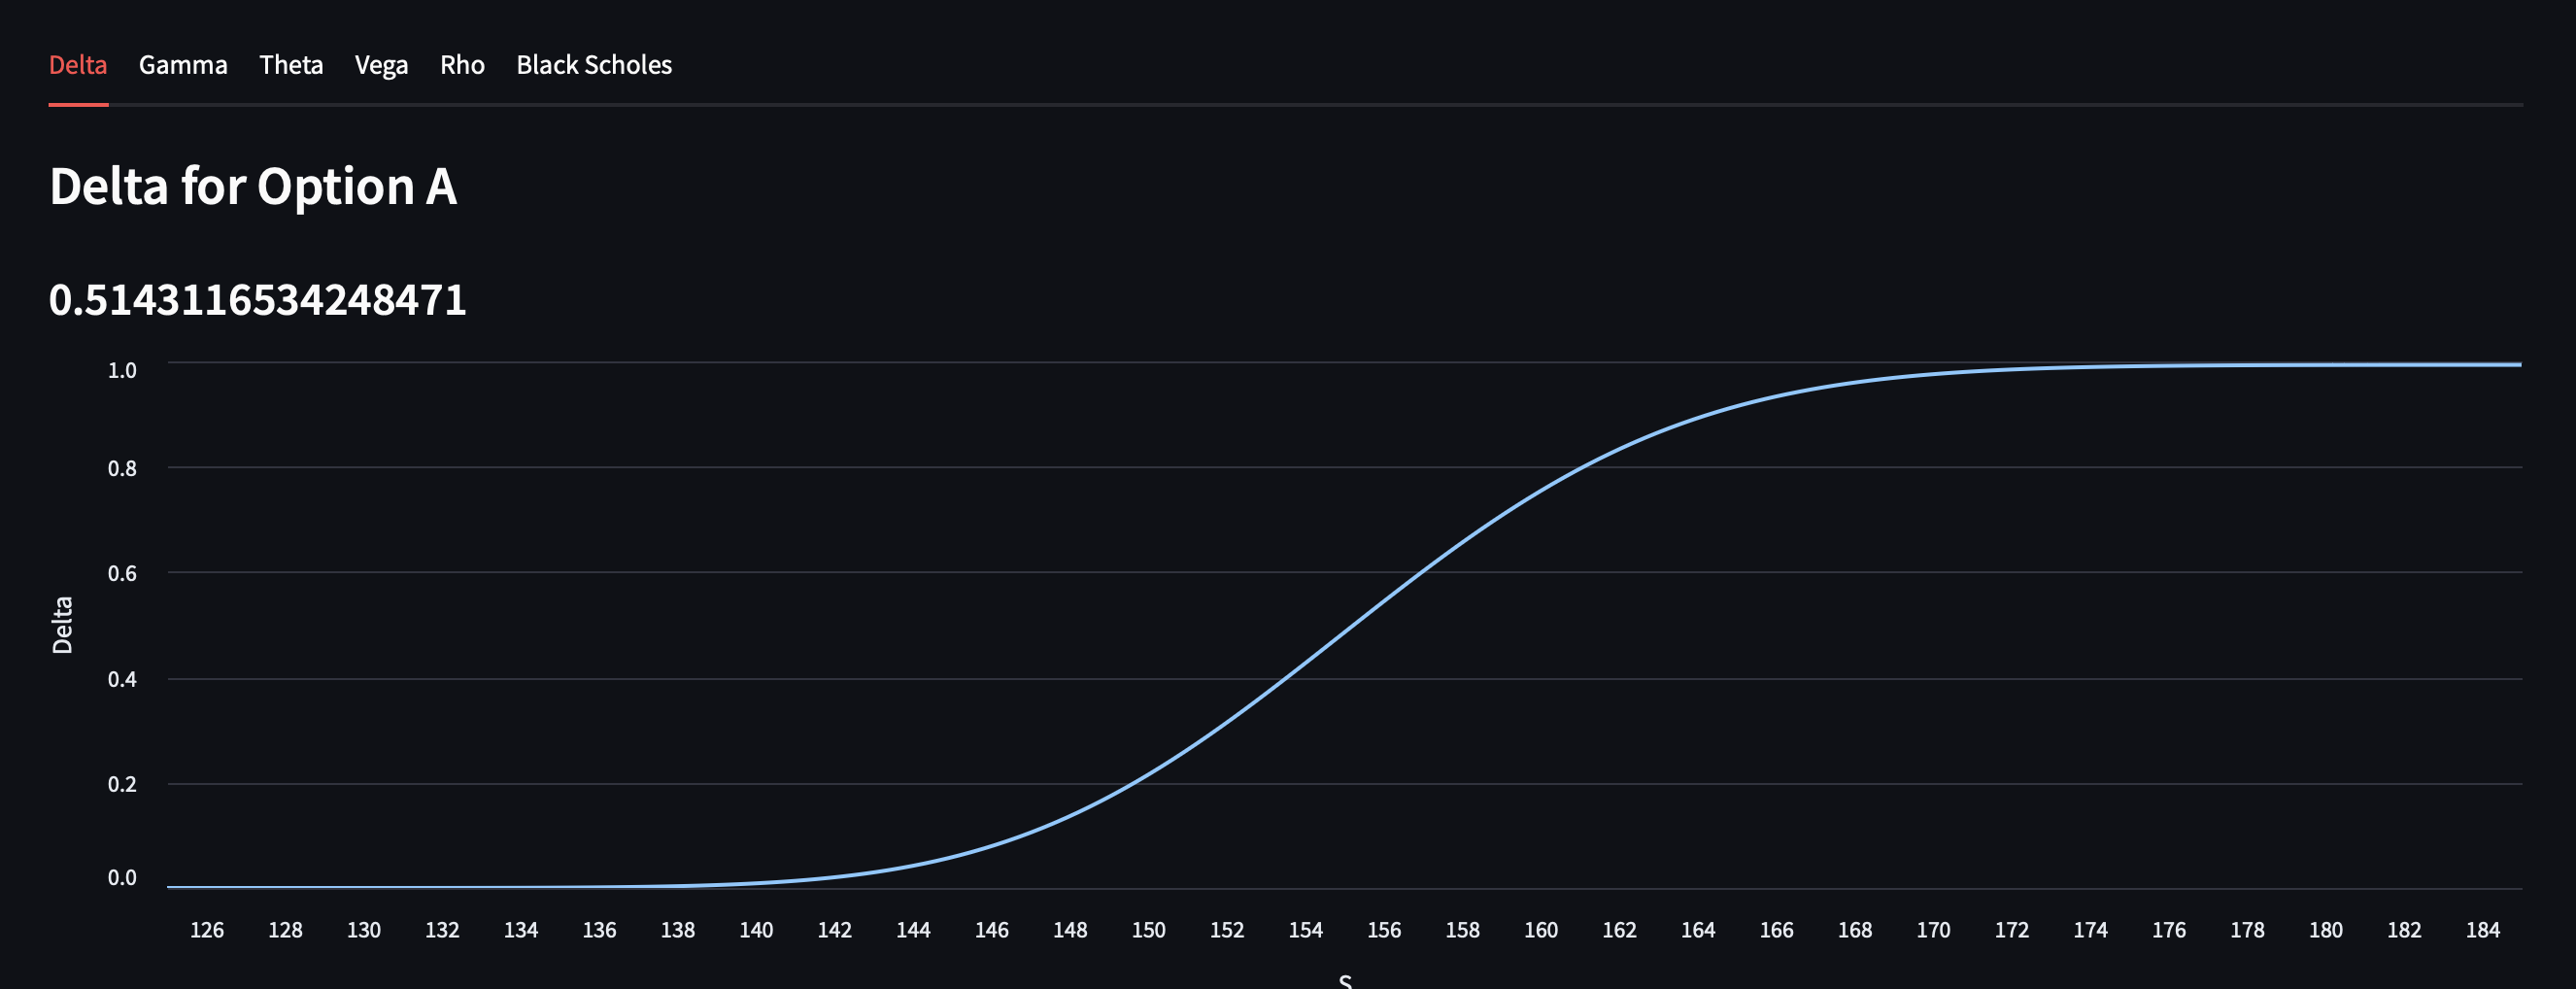 Delta Gamma Theta Vega Rho Black Scholes
Delta for Option A
0.5143116534248471
1.0
0.8
0.6
0.4
0.2
0.0
Delta
126 128 130 132 134 136 138 140 142 144 146 148 150 152 154 156 158 160 162 164 166 168 170 172 174 176 178 180 182 184
S